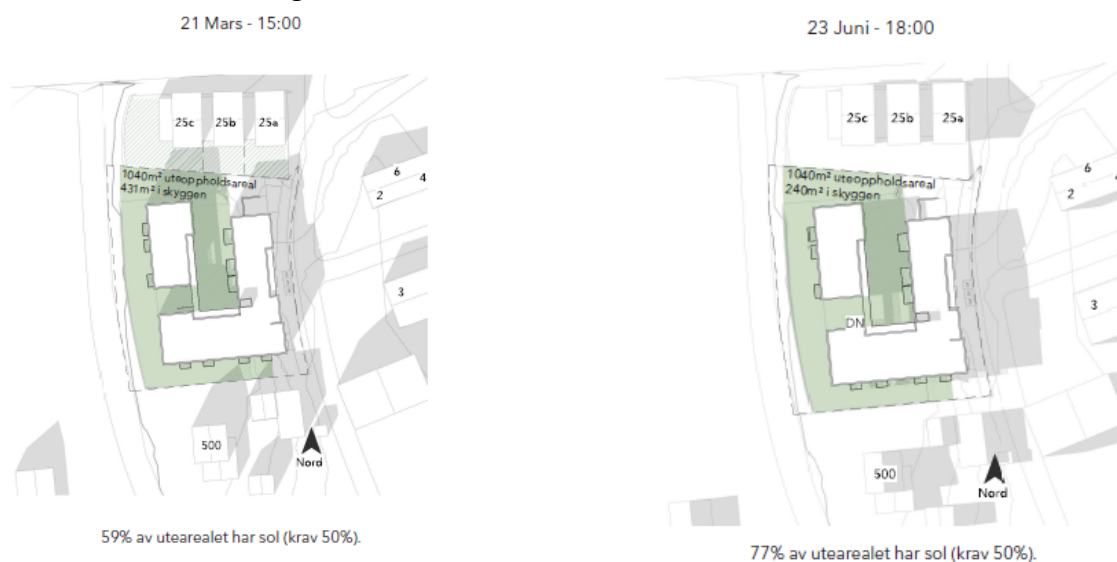 21 Mars - 15:00
25c
25b
25a
1040m² uteoppholdsareal
431m² i skyggen
6
4
2
3
500
Nord
59% av utearealet har sol (krav 50%).
23 Juni - 18:00
25c
25b
25a
1040m² uteoppholdsareal
240m² i skyggen
6
2
3
DN
500
Nord
77% av utearealet har sol (krav 50%).